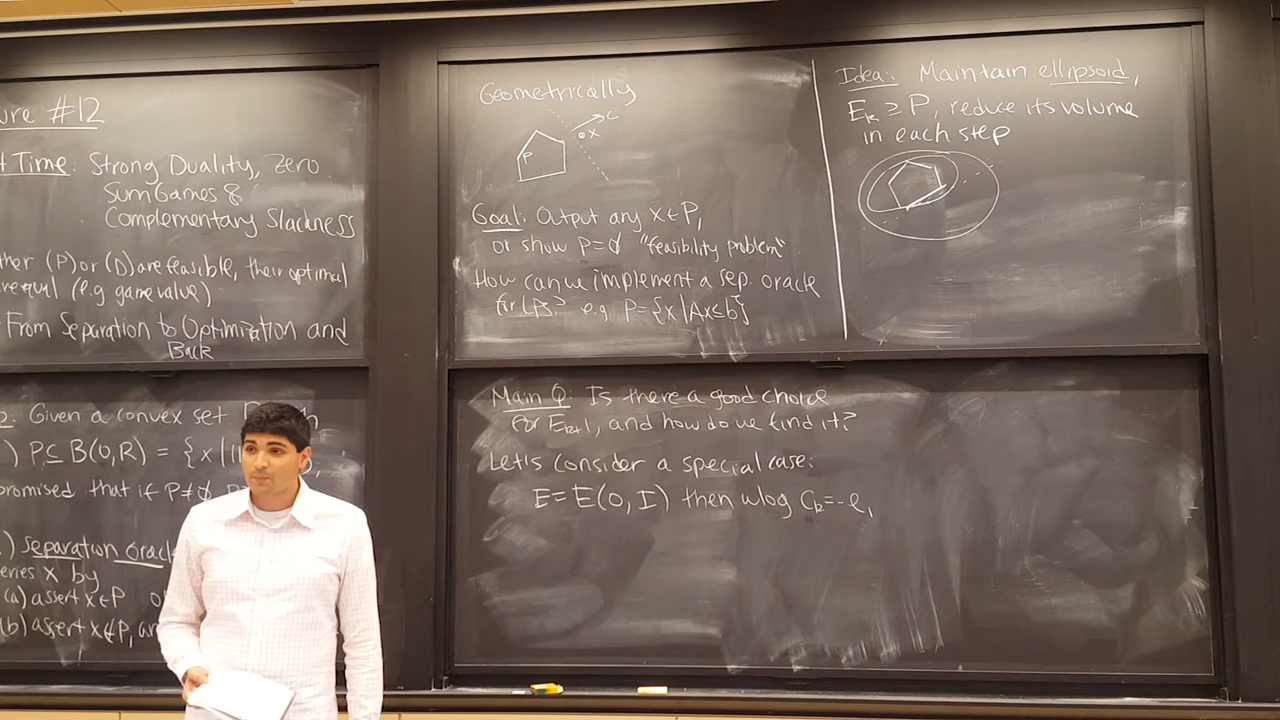 ure #12
t Time: Strong Duality, Zero
Sum Games &
Complementary Slackness
ther (P) or (D) are feasible, their optimal
(e.g game value)
From Separation to Optimization and
Back
Given a convex set
) P ⊆ B(0,R) = {x | ||
promised that if P≠∅
.) separation oracl
eries x by
(a) assert x∈P
(b) assert x∉P, an
Geometrically
c
x
P
Goal: Output any x∈P,
or show P=∅ "feasibility problem"
How can we implement a sep. oracle
for LPs? e.g. P={x|Ax≤b}
Idea: Maintain ellipsoid,
Eₖ ⊇ P, reduce its volume
in each step
Main Q: Is there a good choice
for Eₖ₊₁, and how do we find it?
Let's consider a special case:
E=E(0,I) then wlog Cₖ=-e₁